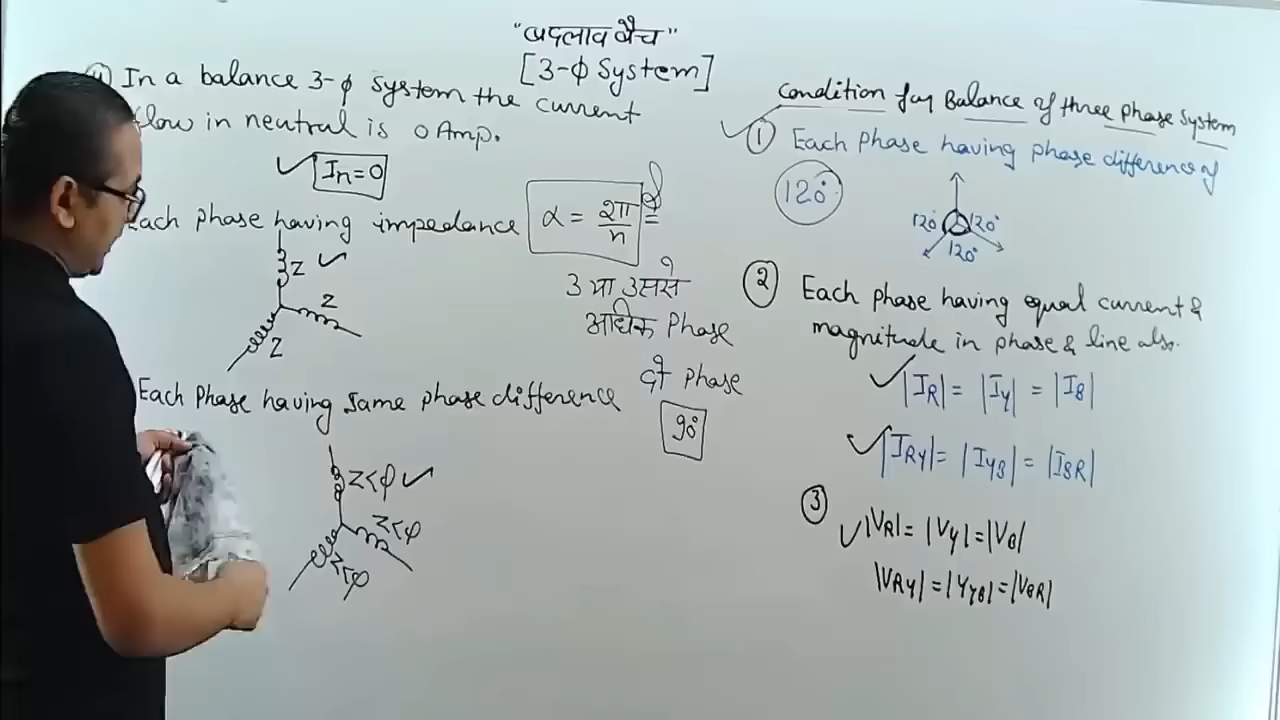 "बदलाव बैच"
[3-φ System]
4) In a balance 3-φ System the current
flow in neutral is 0 Amp.
In=0
Each phase having impedance
Z
Z
Z
Each Phase having same phase difference
Z<φ
Z<φ
Z<φ
α = 2π/n
3 या उससे
अधिक Phase
दो phase
90°
Condition for Balance of three phase System
① Each Phase having phase difference of
120°
120° 120°
120°
② Each phase having equal current &
magnitude in phase & line also.
|IR| = |IY| = |IB|
|IRY| = |IYB| = |IBR|
③
|VR| = |VY| = |VB|
|VRY| = |VYB| = |VBR|